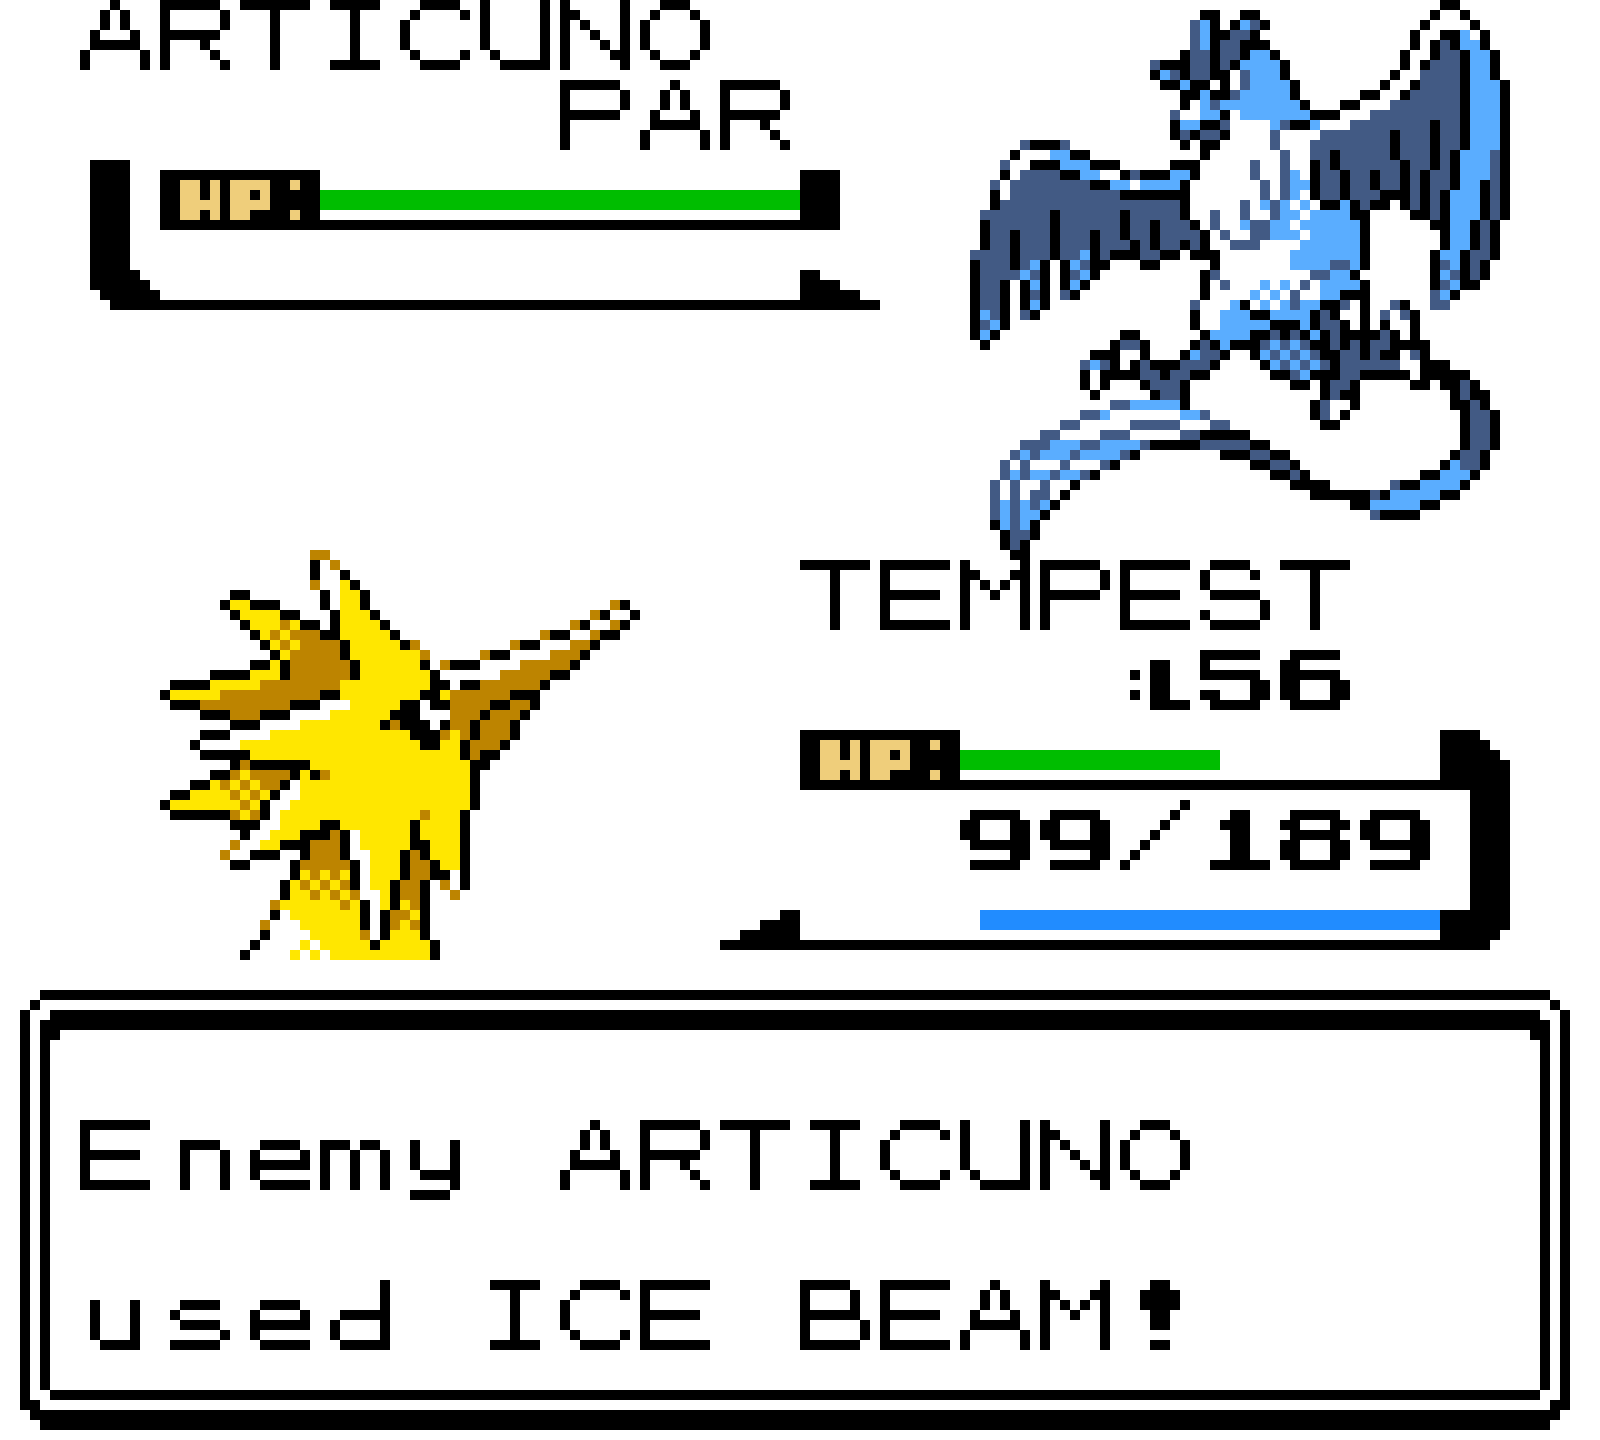 ARTICUNO
PAR
HP:
TEMPEST
:L56
HP:
99/189
Enemy ARTICUNO
used ICE BEAM!